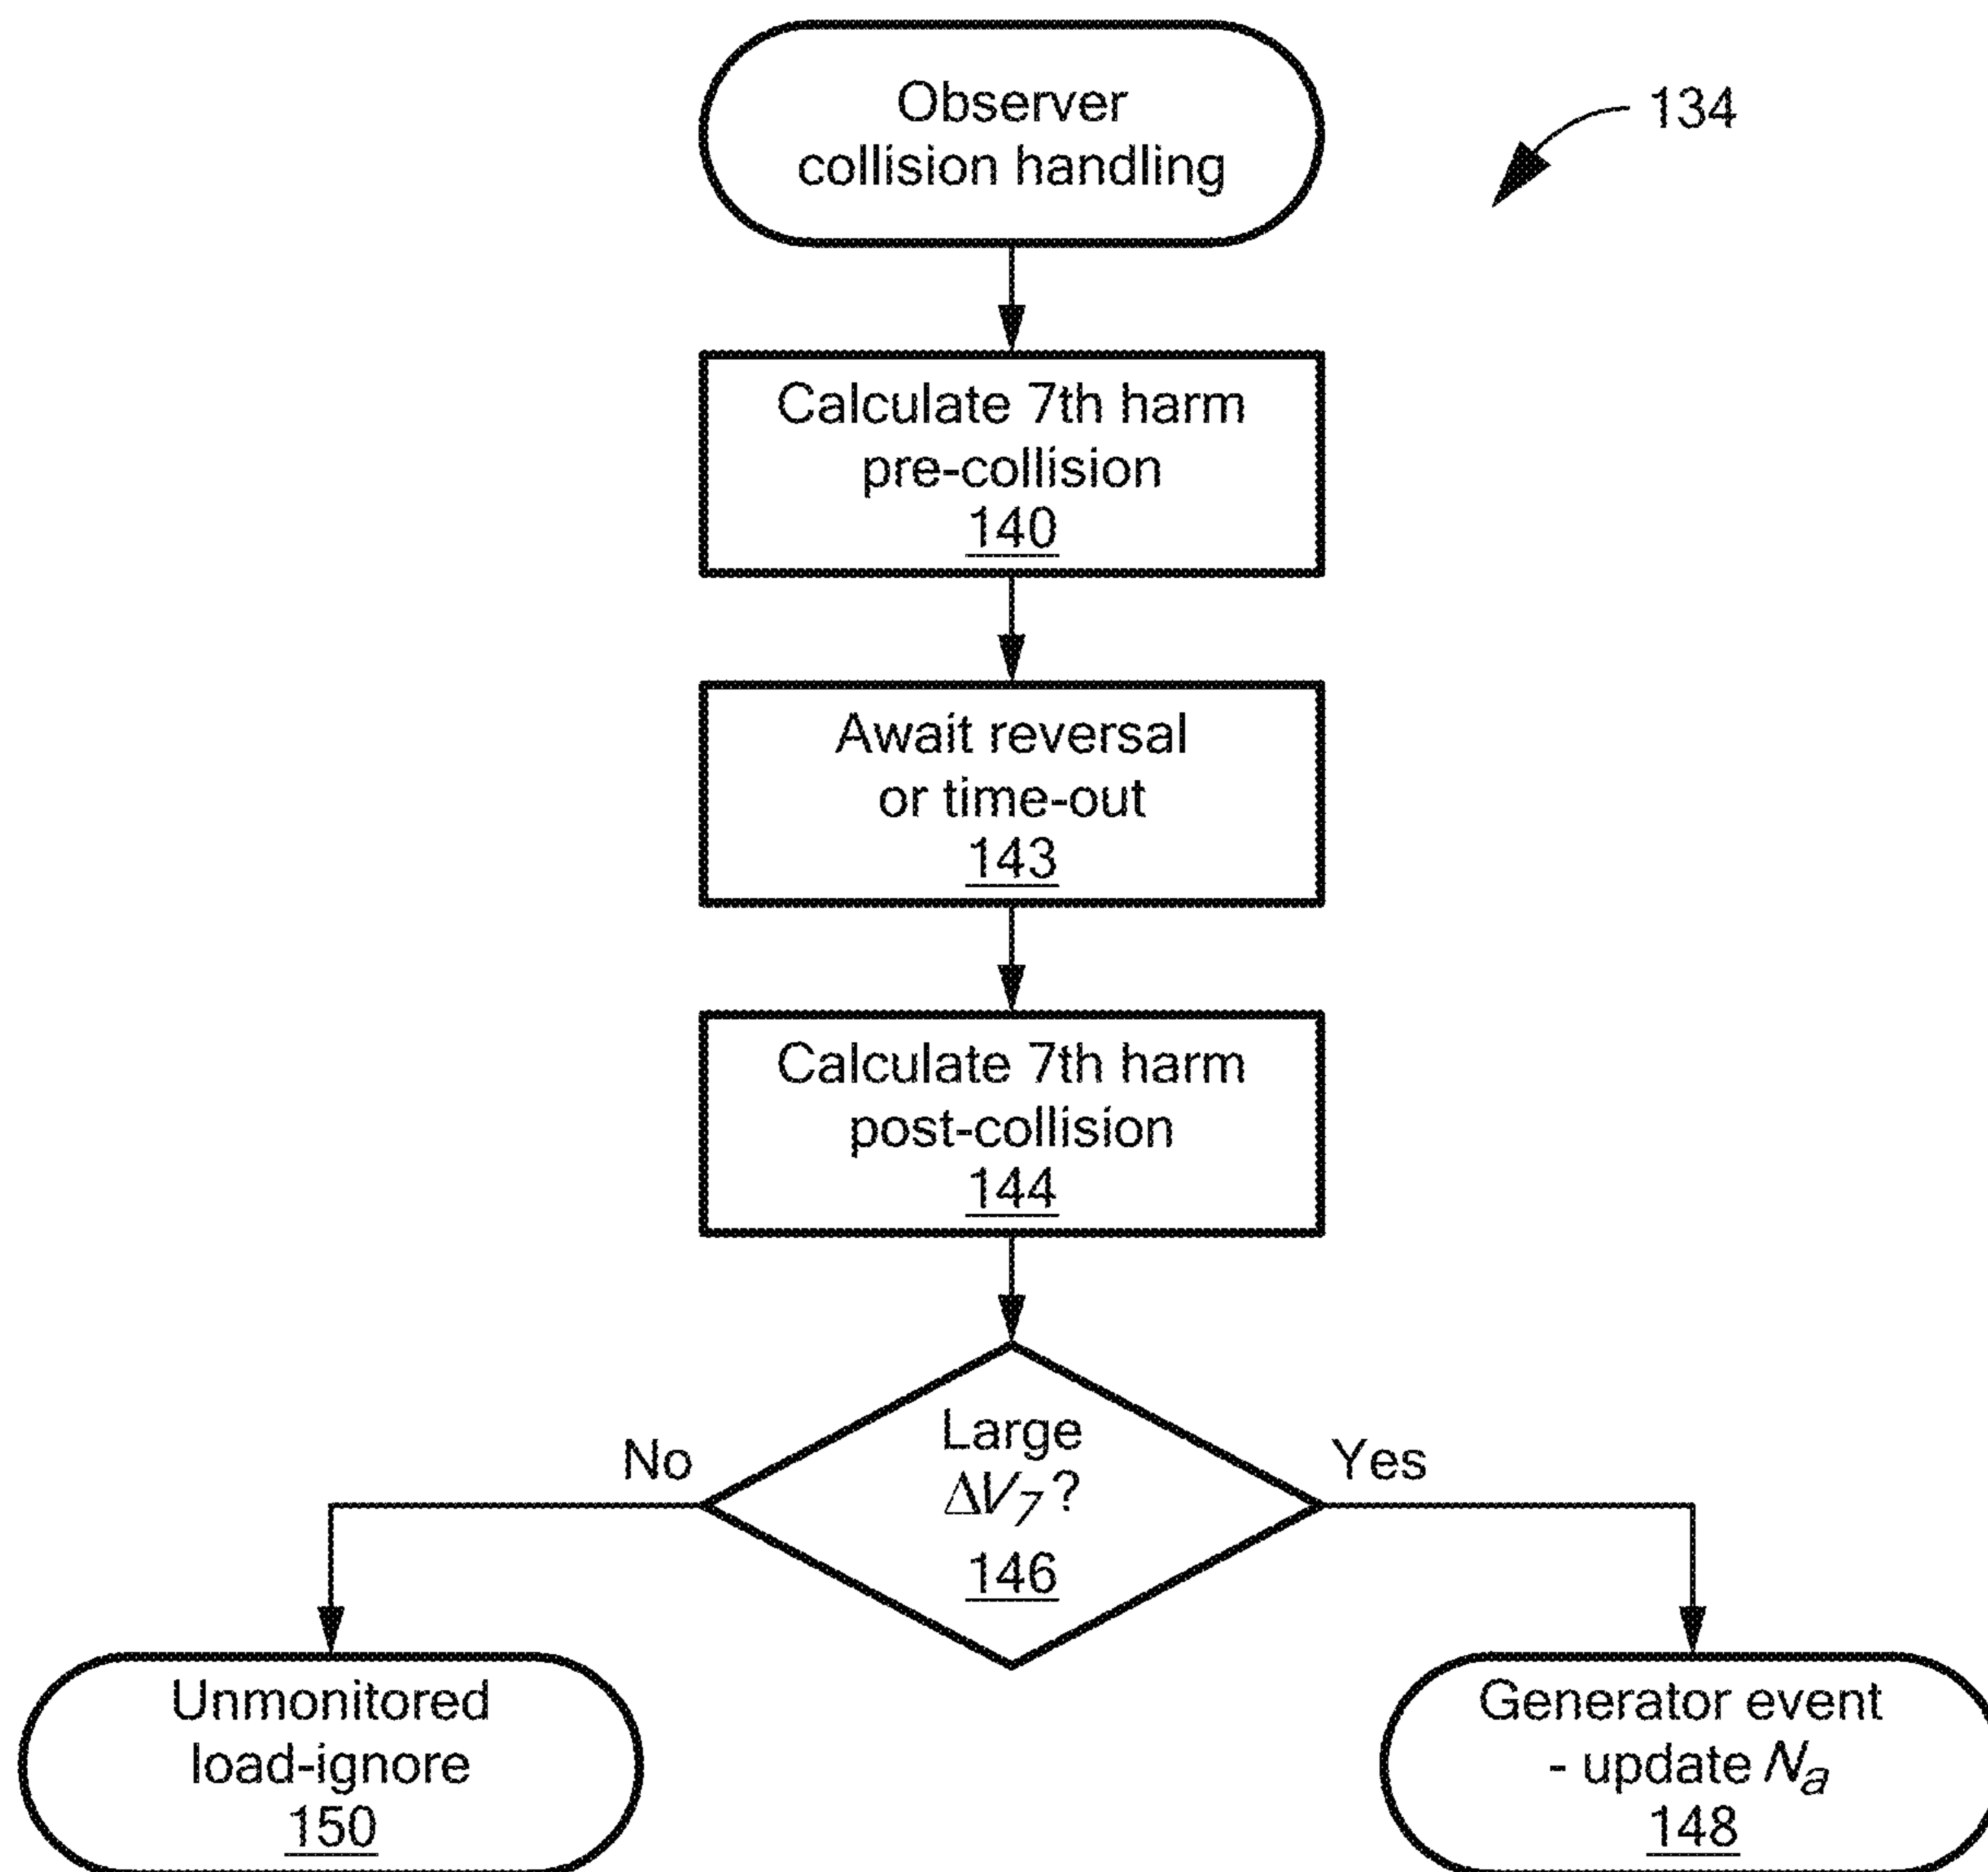 Observer
collision handling
134
Calculate 7th harm
pre-collision
140
Await reversal
or time-out
143
Calculate 7th harm
post-collision
144
Large
ΔV7?
146
No
Yes
Unmonitored
load-ignore
150
Generator event
- update Na
148